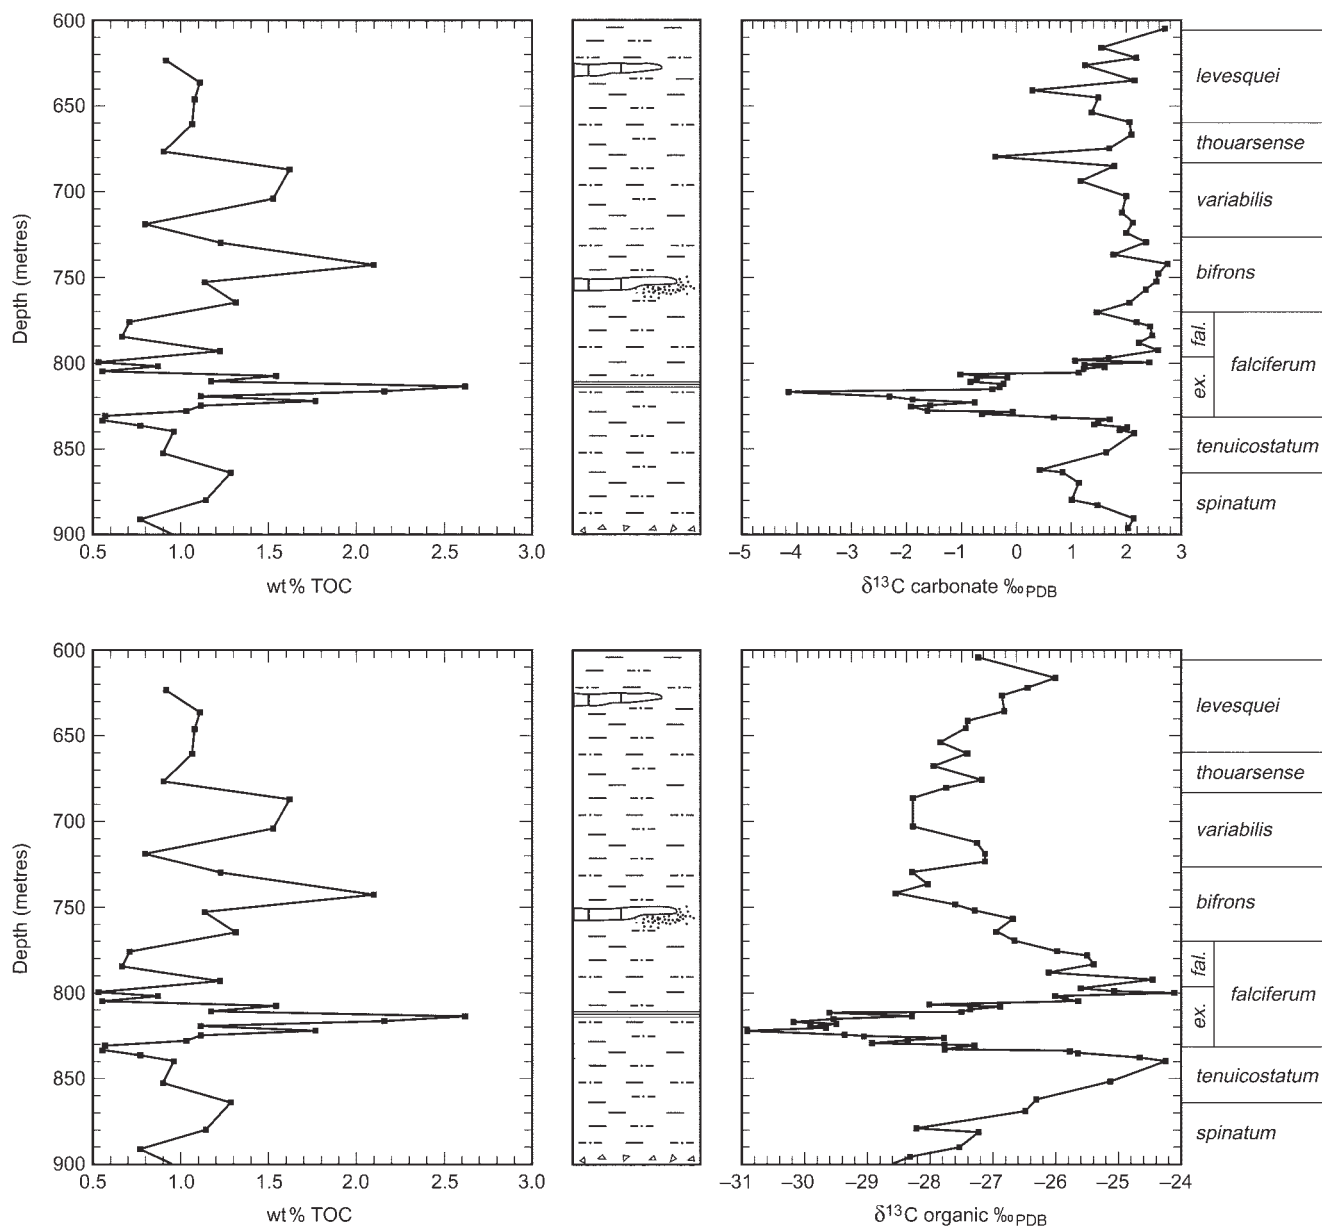 600
650
700
750
800
850
900
Depth (metres)
0.5 1.0 1.5 2.0 2.5 3.0
wt% TOC
–5 –4 –3 –2 –1 0 1 2 3
δ¹³C carbonate ‰PDB
levesquei
thouarsense
variabilis
bifrons
fal.
ex.
falciferum
tenuicostatum
spinatum
600
650
700
750
800
850
900
Depth (metres)
0.5 1.0 1.5 2.0 2.5 3.0
wt% TOC
–31 –30 –29 –28 –27 –26 –25 –24
δ¹³C organic ‰PDB
levesquei
thouarsense
variabilis
bifrons
fal.
ex.
falciferum
tenuicostatum
spinatum